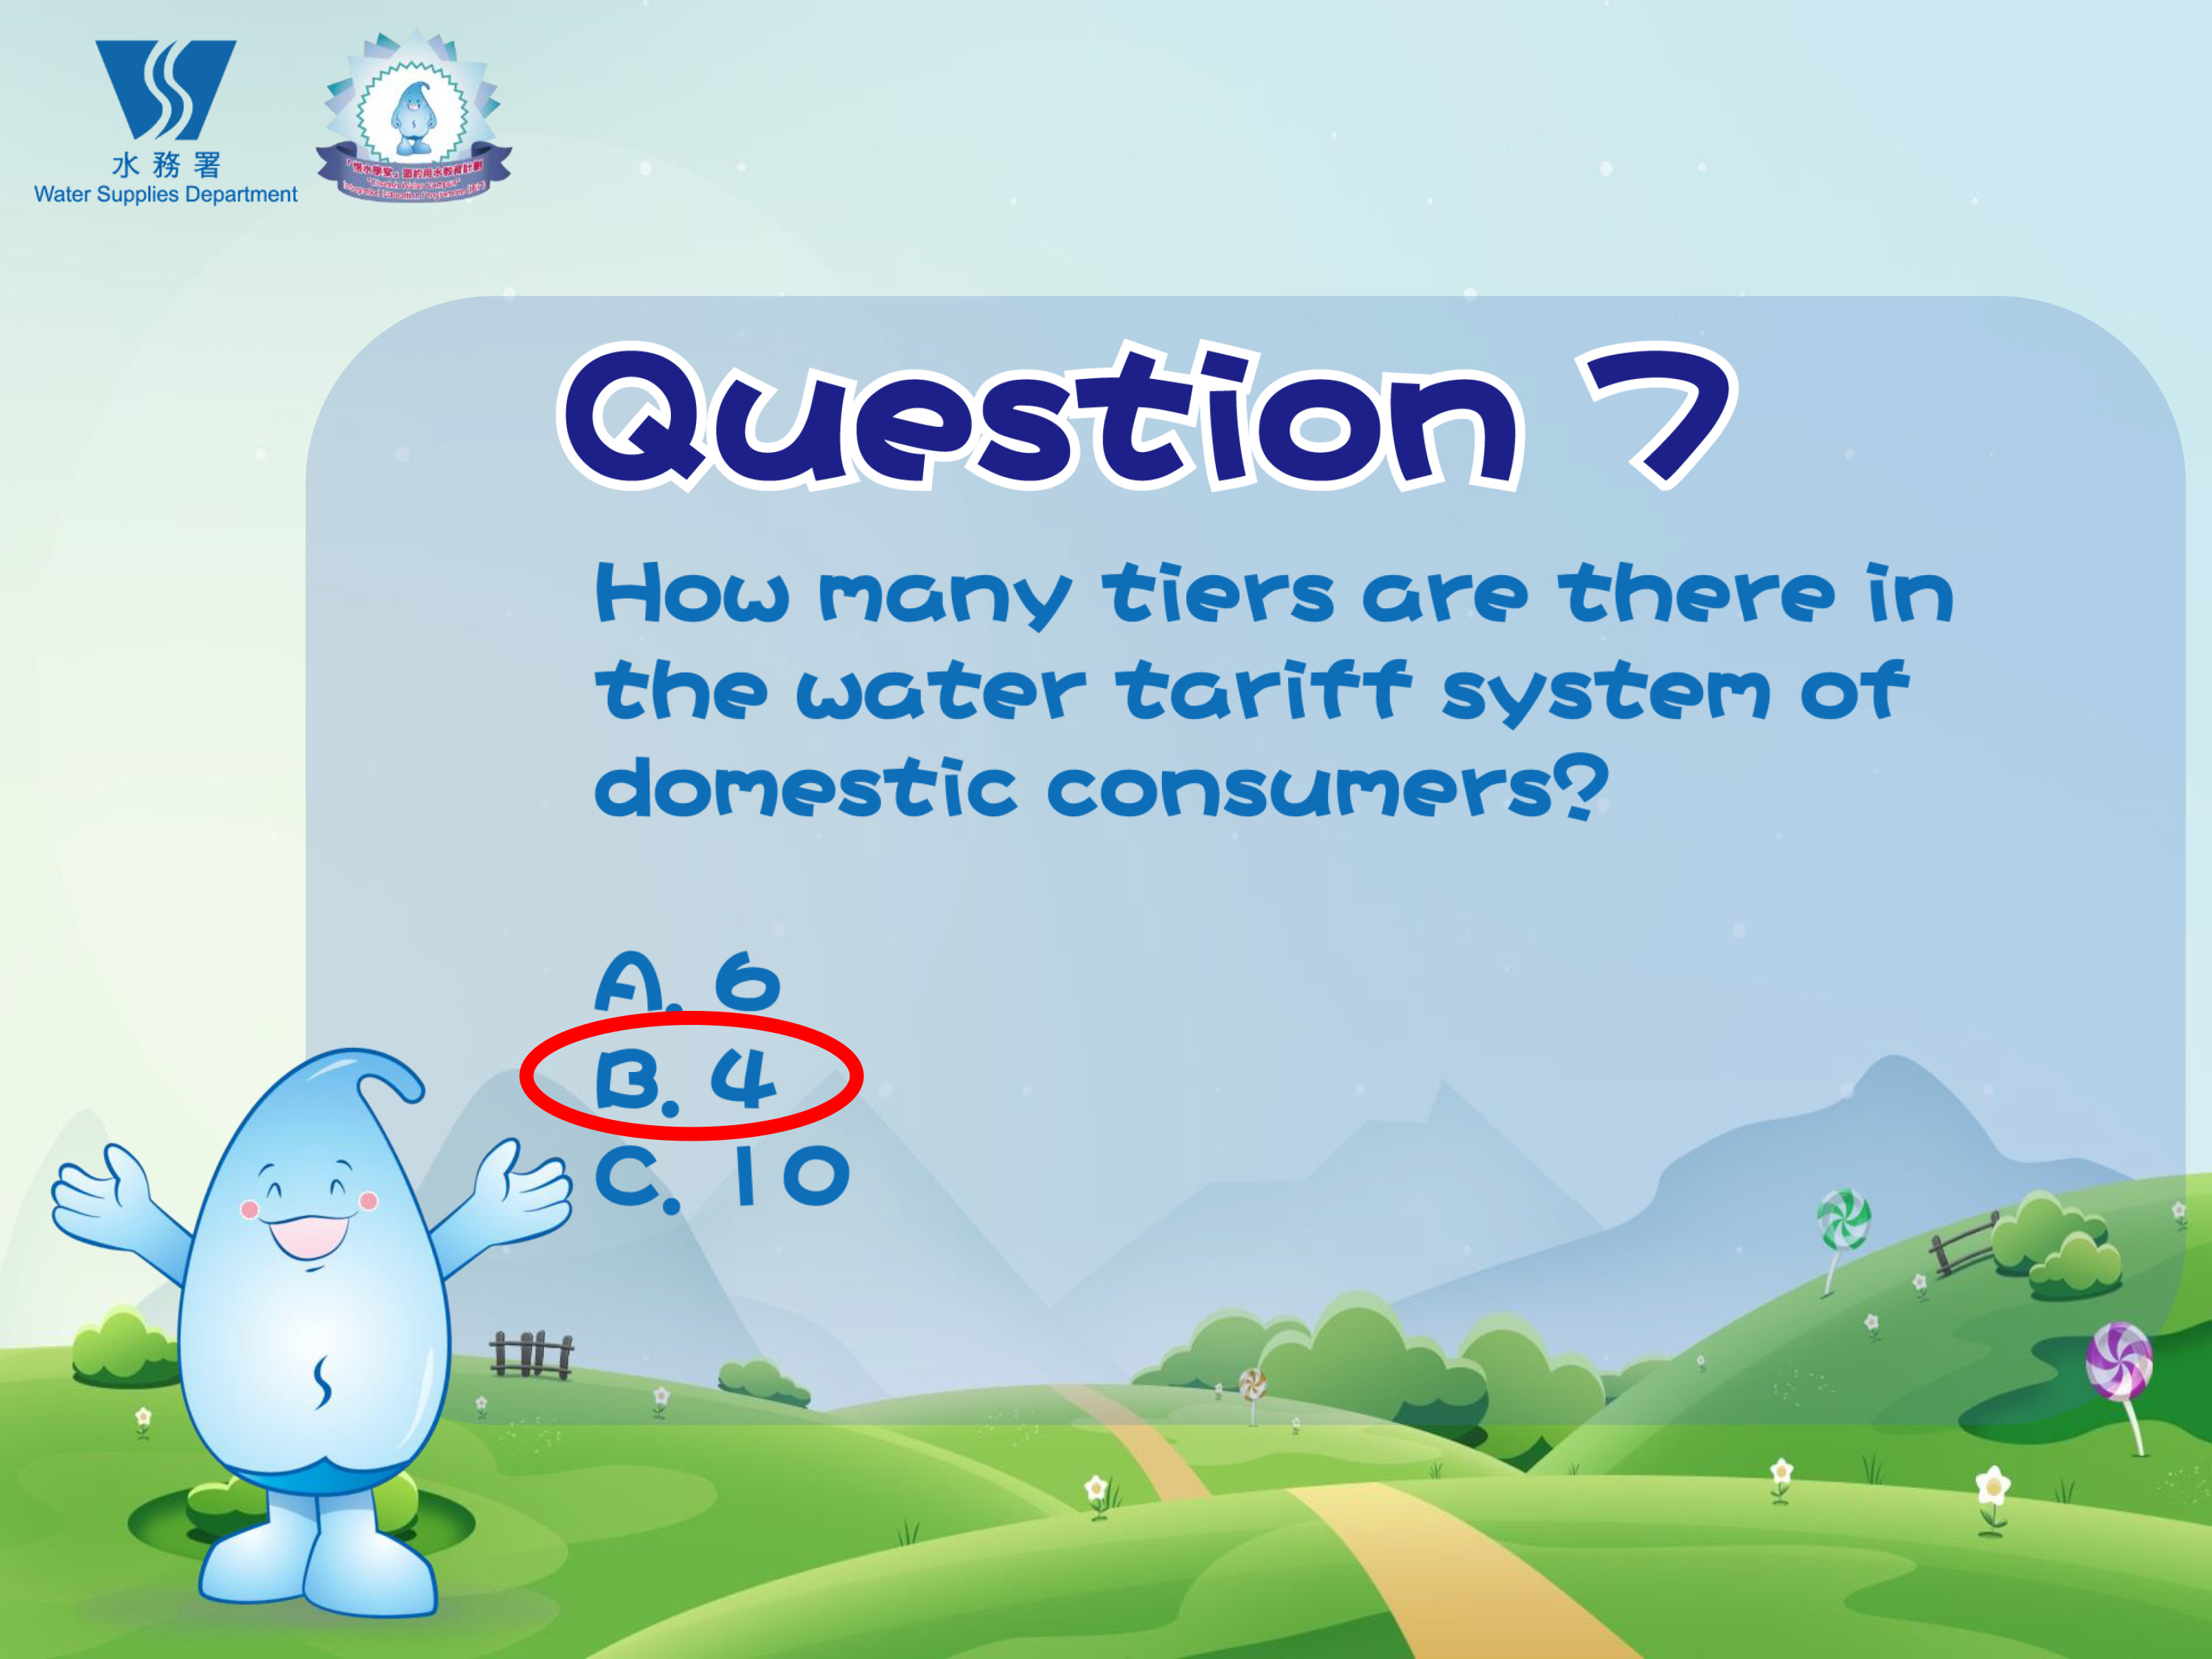 水務署
Water Supplies Department
「惜水學堂」節約用水教育計劃
"Cherish Water Campus"
Integrated Education Programme (IEP)
Question 7
How many tiers are there in
the water tariff system of
domestic consumers?
A. 6
B. 4
C. 10